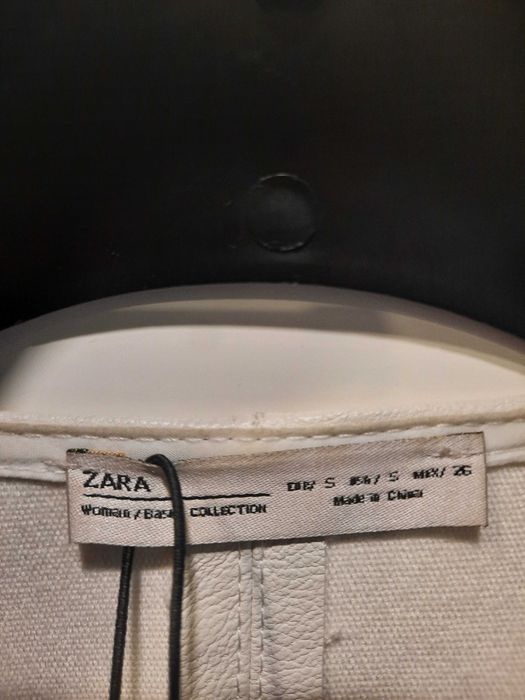 ZARA
Woman / Basic COLLECTION
EUR/ S USA/ S MEX/ 26
Made in China